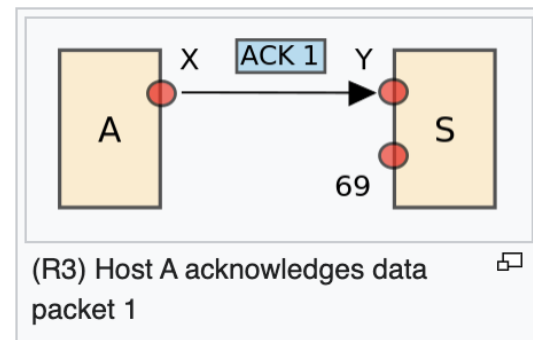 X ACK 1 Y
A S
69
(R3) Host A acknowledges data
packet 1